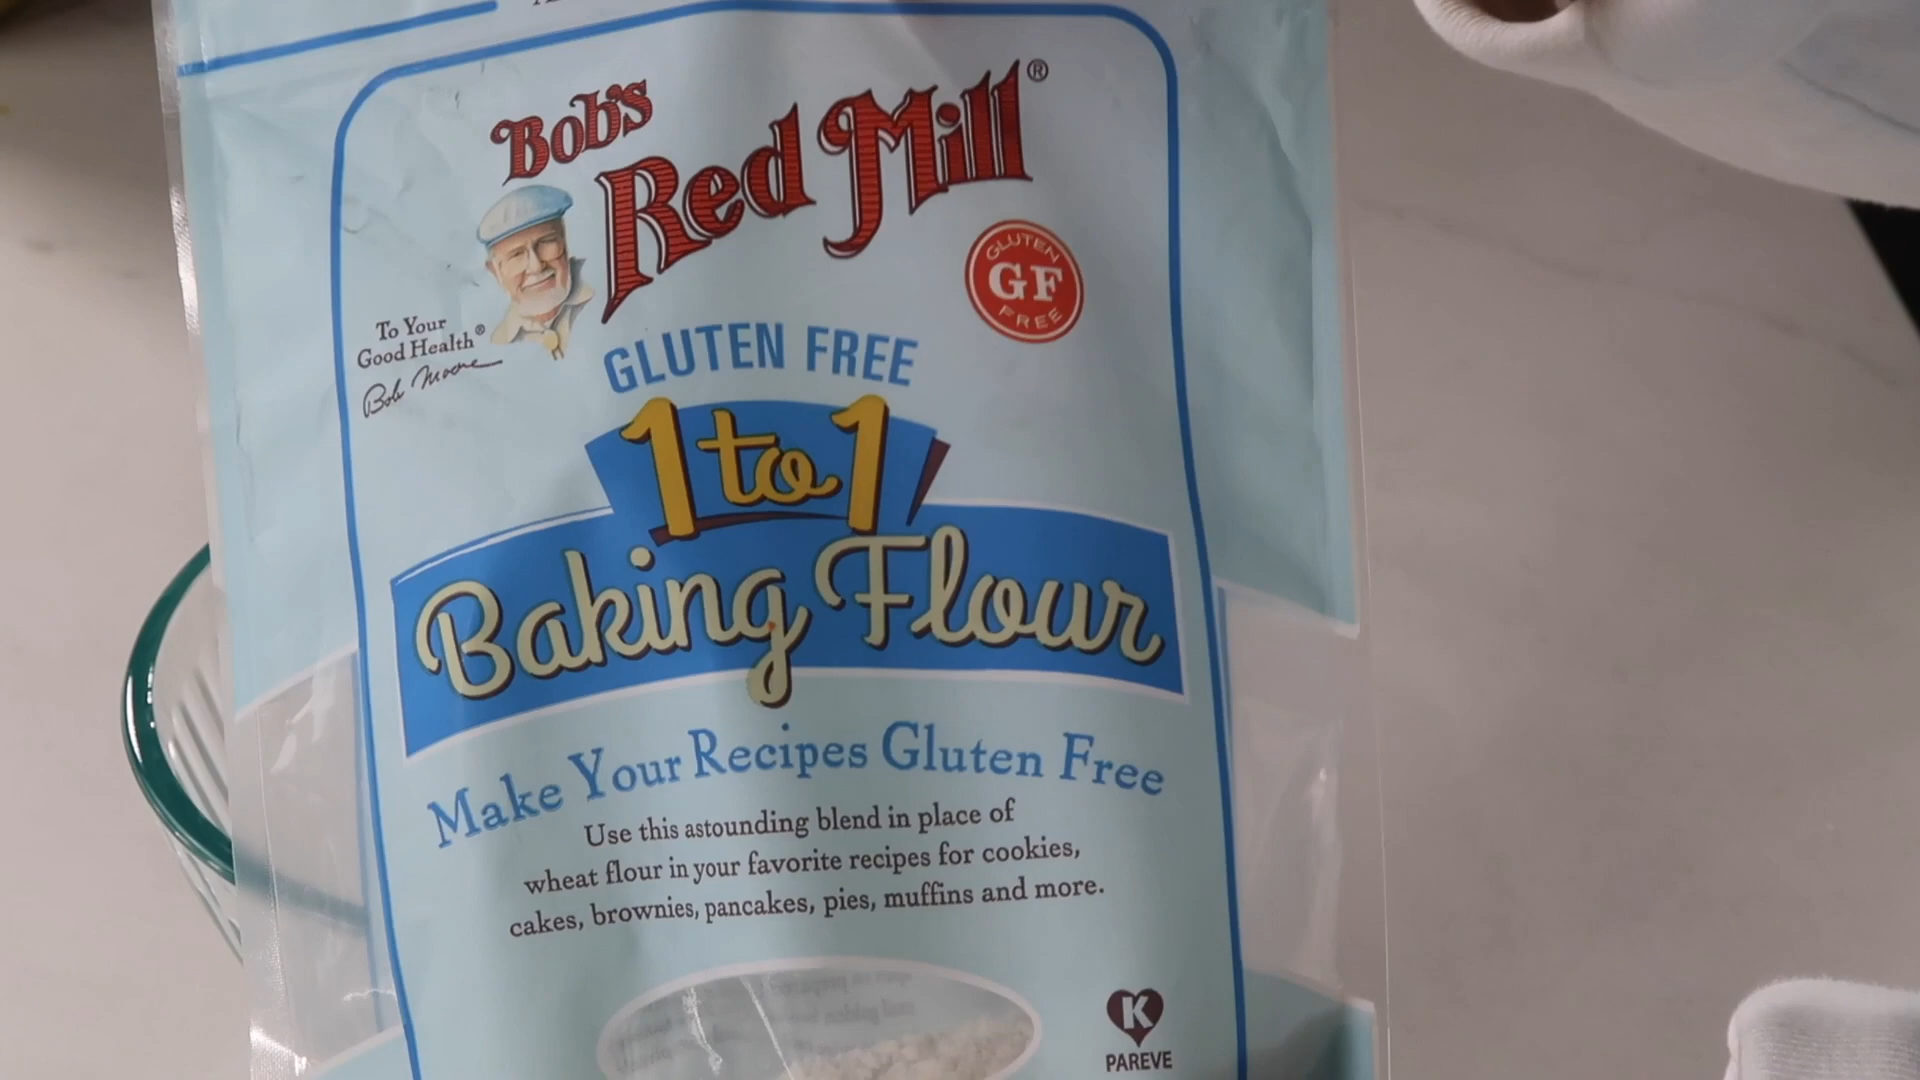 Bob's
Red Mill®
GLUTEN
GF
FREE
To Your
Good Health®
Bob Moore
GLUTEN FREE
1 to 1
Baking Flour
Make Your Recipes Gluten Free
Use this astounding blend in place of
wheat flour in your favorite recipes for cookies,
cakes, brownies, pancakes, pies, muffins and more.
K
PAREVE